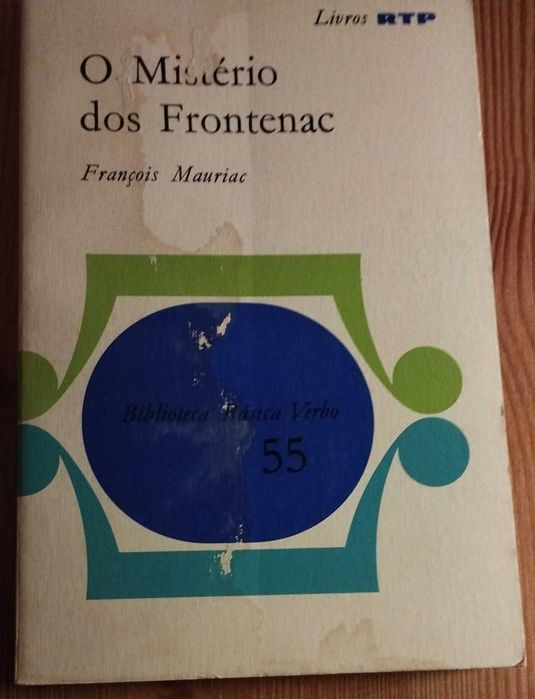 Livros RTP
O Mistério
dos Frontenac
François Mauriac
Biblioteca Básica Verbo
55